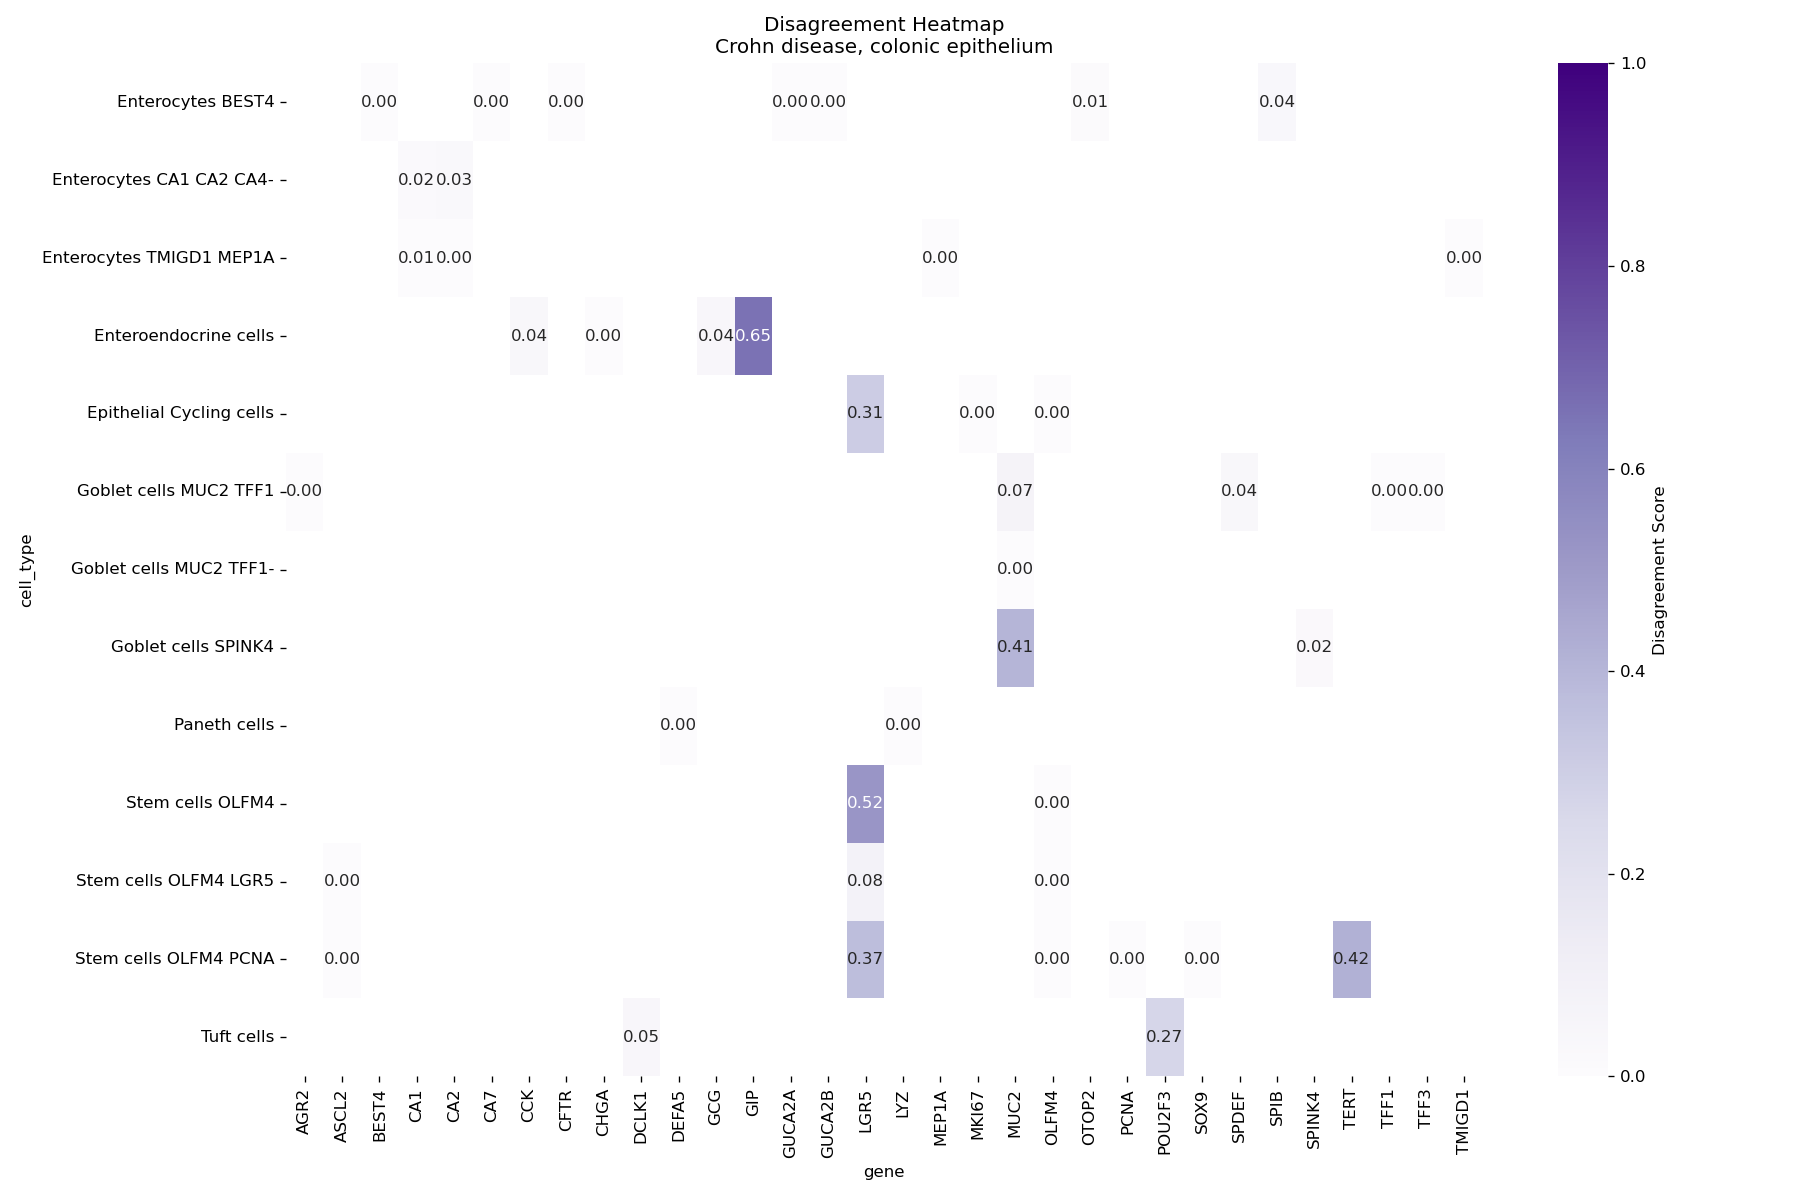 Disagreement Heatmap
Crohn disease, colonic epithelium
cell_type
Enterocytes BEST4 0.00 0.00 0.00 0.00 0.00 0.01 0.04
Enterocytes CA1 CA2 CA4- 0.02 0.03
Enterocytes TMIGD1 MEP1A 0.01 0.00 0.00 0.00
Enteroendocrine cells 0.04 0.00 0.04 0.65
Epithelial Cycling cells 0.31 0.00 0.00
Goblet cells MUC2 TFF1 0.00 0.07 0.04 0.00 0.00
Goblet cells MUC2 TFF1- 0.00
Goblet cells SPINK4 0.41 0.02
Paneth cells 0.00 0.00
Stem cells OLFM4 0.52 0.00
Stem cells OLFM4 LGR5 0.00 0.08 0.00
Stem cells OLFM4 PCNA 0.00 0.37 0.00 0.00 0.00 0.42
Tuft cells 0.05 0.27
AGR2 ASCL2 BEST4 CA1 CA2 CA7 CCK CFTR CHGA DCLK1 DEFA5 GCG GIP GUCA2A GUCA2B LGR5 LYZ MEP1A MKI67 MUC2 OLFM4 OTOP2 PCNA POU2F3 SOX9 SPDEF SPIB SPINK4 TERT TFF1 TFF3 TMIGD1
gene
1.0
0.8
0.6
0.4
0.2
0.0
Disagreement Score